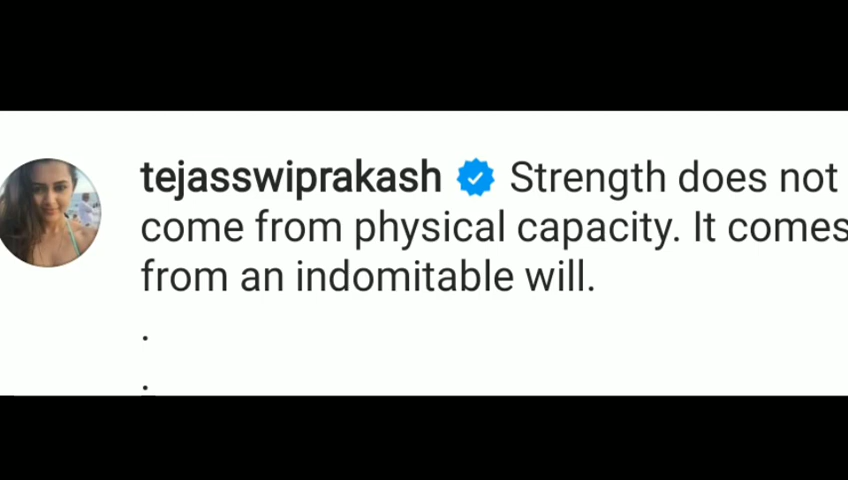 tejasswiprakash Strength does not
come from physical capacity. It comes
from an indomitable will.
.
.